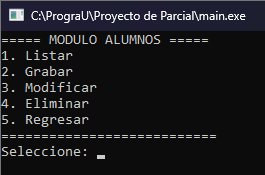 C:\PrograU\Proyecto de Parcial\main.exe
===== MODULO ALUMNOS =====
1. Listar
2. Grabar
3. Modificar
4. Eliminar
5. Regresar
===========================
Seleccione: _